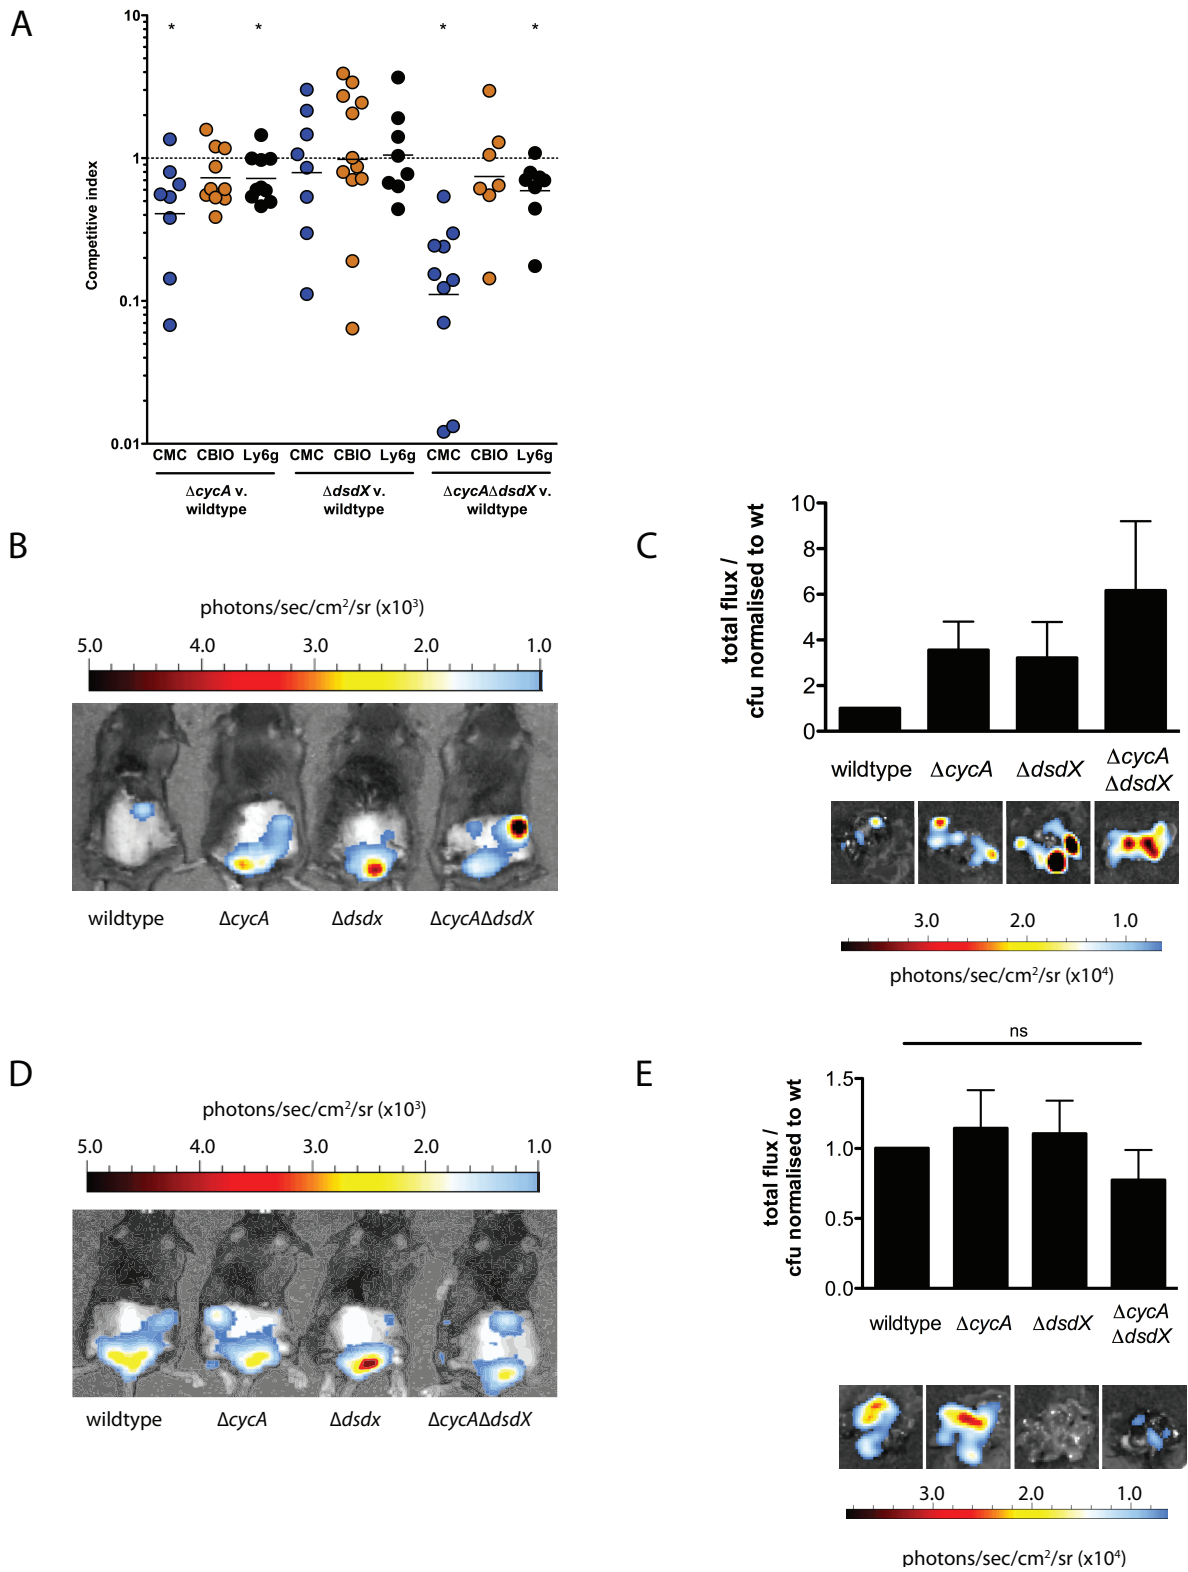 A
10
1
0.1
0.01
Competitive index
* * * *
CMC CBIO Ly6g CMC CBIO Ly6g CMC CBIO Ly6g
ΔcycA v.
wildtype
ΔdsdX v.
wildtype
ΔcycAΔdsdX v.
wildtype
B
photons/sec/cm²/sr (x10³)
5.0 4.0 3.0 2.0 1.0
wildtype ΔcycA Δdsdx ΔcycAΔdsdX
C
total flux /
cfu normalised to wt
10
8
6
4
2
0
wildtype ΔcycA ΔdsdX ΔcycA
ΔdsdX
3.0 2.0 1.0
photons/sec/cm²/sr (x10⁴)
D
photons/sec/cm²/sr (x10³)
5.0 4.0 3.0 2.0 1.0
wildtype ΔcycA Δdsdx ΔcycAΔdsdX
E
ns
total flux /
cfu normalised to wt
1.5
1.0
0.5
0.0
wildtype ΔcycA ΔdsdX ΔcycA
ΔdsdX
3.0 2.0 1.0
photons/sec/cm²/sr (x10⁴)